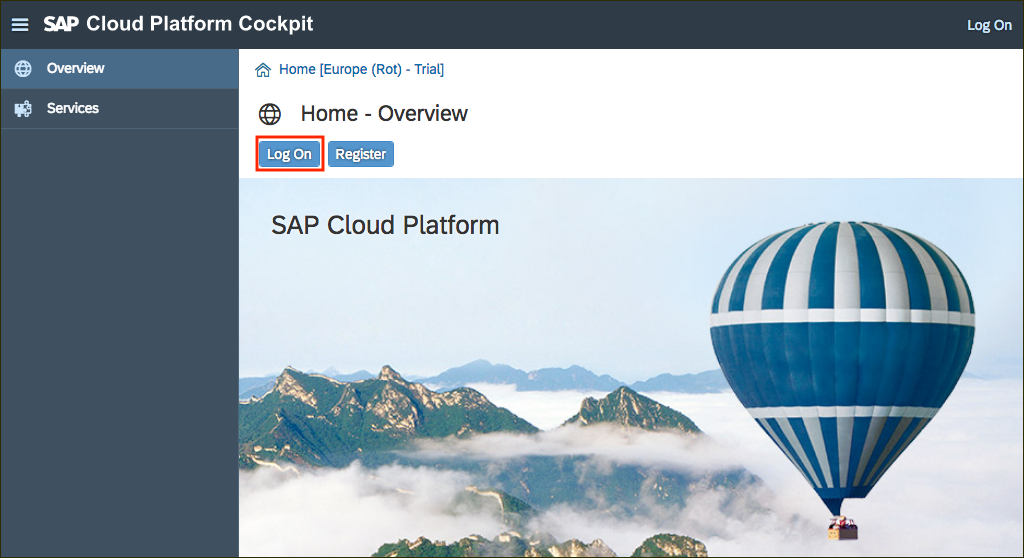 SAP Cloud Platform Cockpit
Log On
Overview
Services
Home [Europe (Rot) - Trial]
Home - Overview
Log On
Register
SAP Cloud Platform